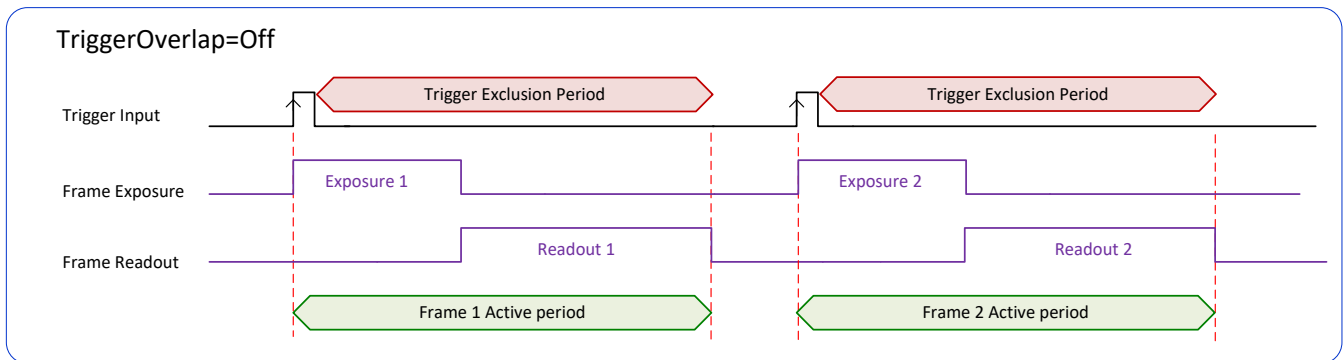 TriggerOverlap=Off
Trigger Exclusion Period
Trigger Exclusion Period
Trigger Input
Exposure 1
Exposure 2
Frame Exposure
Readout 1
Readout 2
Frame Readout
Frame 1 Active period
Frame 2 Active period